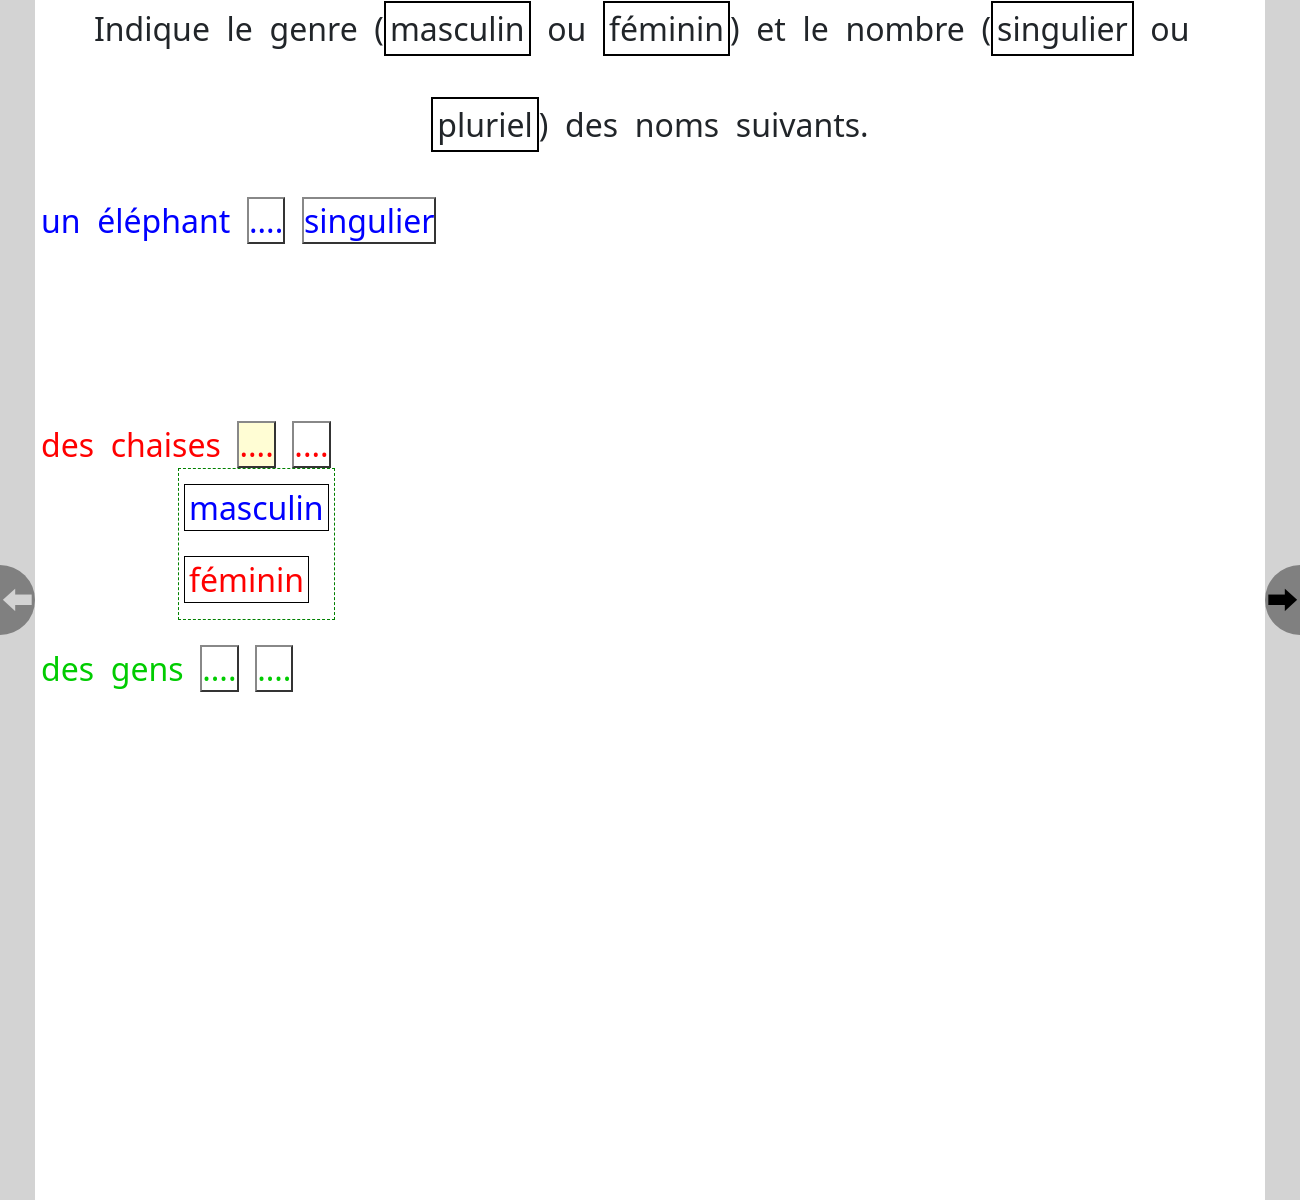 Indique le genre (masculin ou féminin) et le nombre (singulier ou
pluriel) des noms suivants.
un éléphant .... singulier
des chaises .... ....
masculin
féminin
des gens .... ....